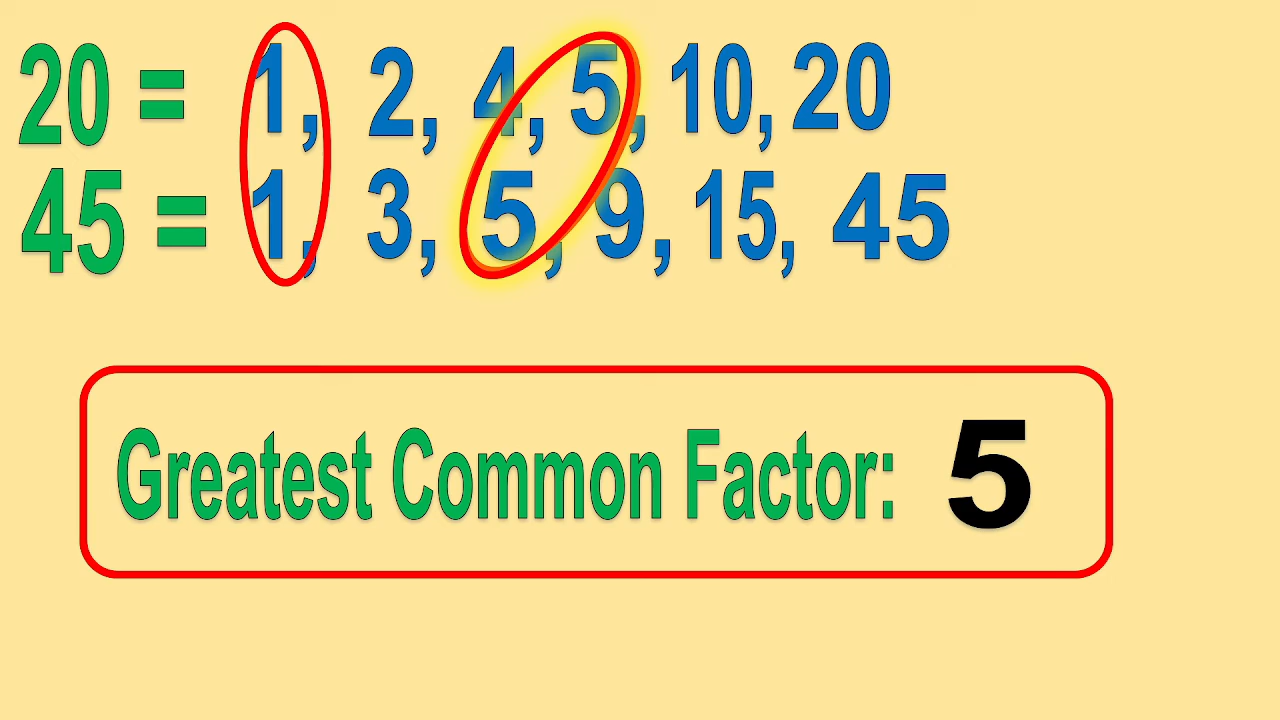 20 = 1, 2, 4, 5, 10, 20
45 = 1, 3, 5, 9, 15, 45
Greatest Common Factor: 5